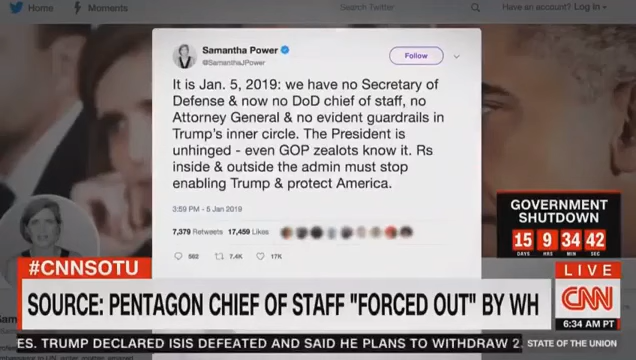 Home
Moments
Search Twitter
Have an account? Log in
Samantha Power
@SamanthaJPower
Follow
It is Jan. 5, 2019: we have no Secretary of
Defense & now no DoD chief of staff, no
Attorney General & no evident guardrails in
Trump's inner circle. The President is
unhinged - even GOP zealots know it. Rs
inside & outside the admin must stop
enabling Trump & protect America.
3:59 PM - 5 Jan 2019
7,379 Retweets 17,459 Likes
582 7.4K 17K
GOVERNMENT
SHUTDOWN
15 9 34 42
DAYS HRS MIN SEC
#CNNSOTU
LIVE
SOURCE: PENTAGON CHIEF OF STAFF "FORCED OUT" BY WH
CNN
6:34 AM PT
ES. TRUMP DECLARED ISIS DEFEATED AND SAID HE PLANS TO WITHDRAW 2,
STATE OF THE UNION